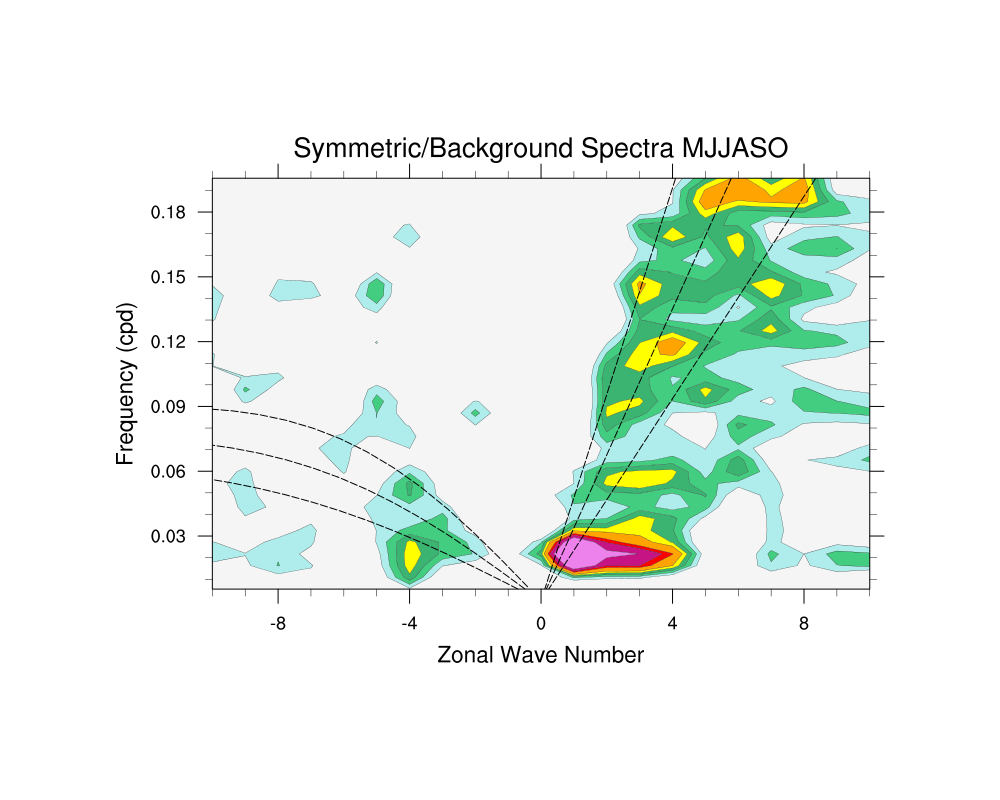 Symmetric/Background Spectra MJJASO
0.18
0.15
0.12
0.09
0.06
0.03
Frequency (cpd)
-8 -4 0 4 8
Zonal Wave Number